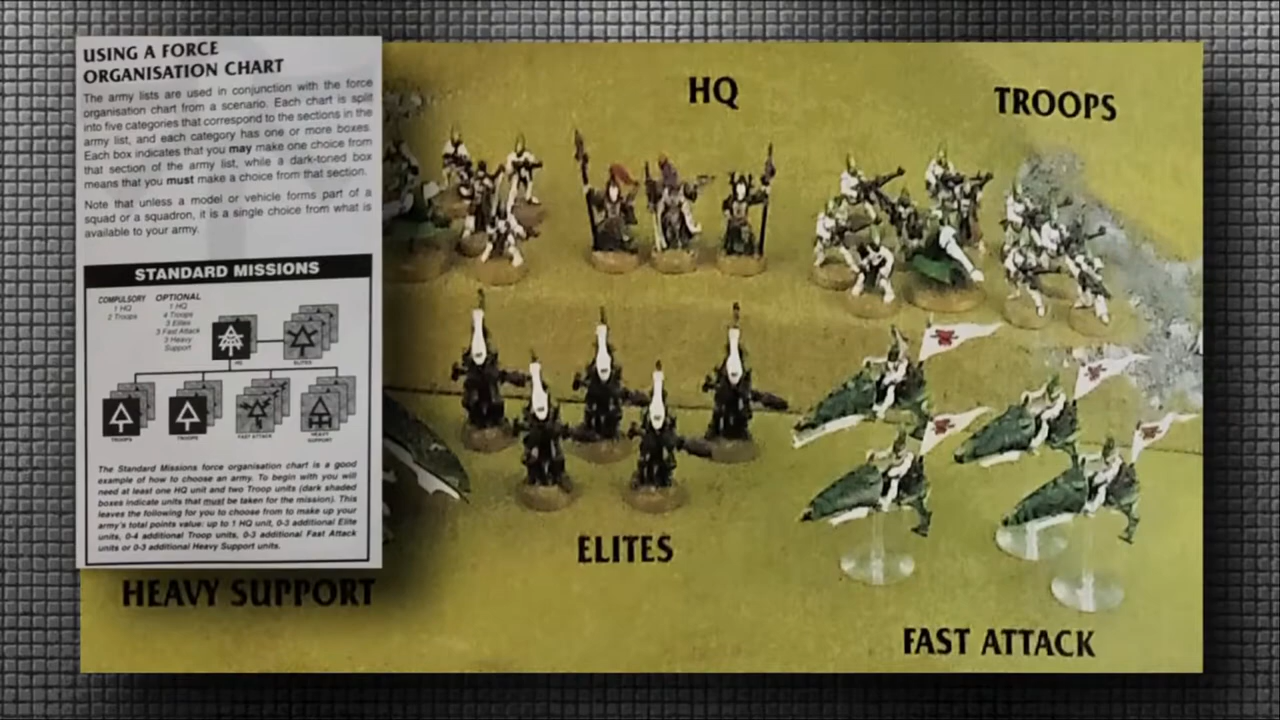 USING A FORCE
ORGANISATION CHART
The army lists are used in conjunction with the force
organisation chart from a scenario. Each chart is split
into five categories that correspond to the sections in the
army list, and each category has one or more boxes.
Each box indicates that you may make one choice from
that section of the army list, while a dark-toned box
means that you must make a choice from that section.
Note that unless a model or vehicle forms part of a
squad or a squadron, it is a single choice from what is
available to your army.
STANDARD MISSIONS
COMPULSORY
1 HQ
2 Troops
OPTIONAL
1 HQ
4 Troops
3 Elites
3 Fast Attack
3 Heavy
Support
HQ
ELITES
TROOPS
TROOPS
FAST ATTACK
HEAVY
SUPPORT
The Standard Missions force organisation chart is a good
example of how to choose an army. To begin with you will
need at least one HQ unit and two Troop units (dark shaded
boxes indicate units that must be taken for the mission). This
leaves the following for you to choose from to make up your
army's total points value: up to 1 HQ unit, 0-3 additional Elite
units, 0-4 additional Troop units, 0-3 additional Fast Attack
units or 0-3 additional Heavy Support units.
HQ
TROOPS
ELITES
HEAVY SUPPORT
FAST ATTACK